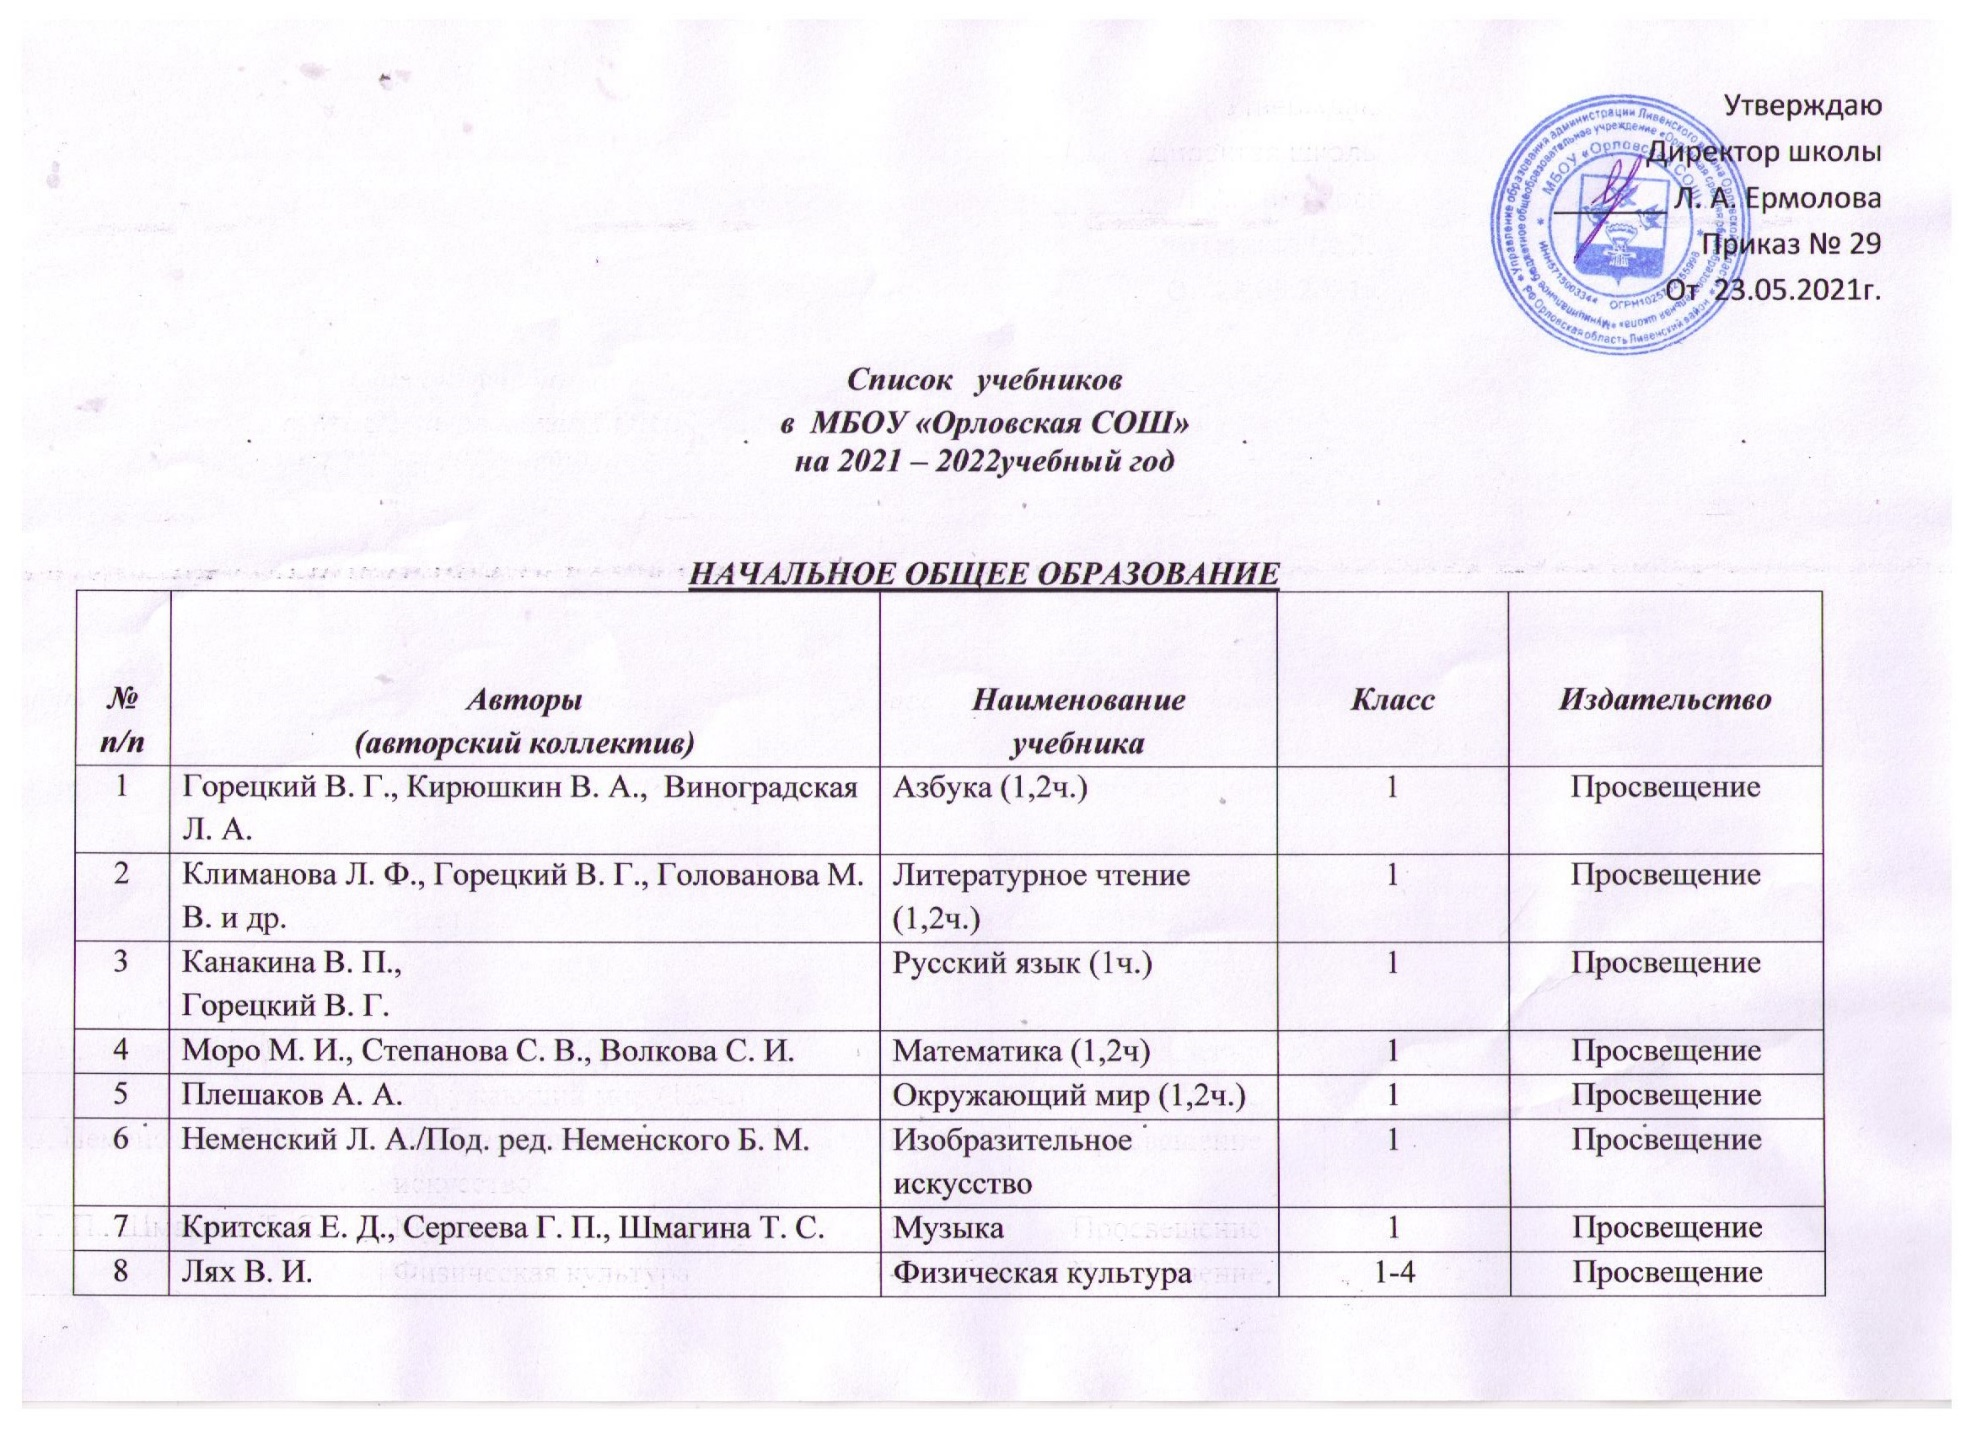 Утверждаю
Директор школы
Л. А. Ермолова
Приказ № 29
От 23.05.2021г.
МБОУ «Орловская СОШ»
Список учебников
в МБОУ «Орловская СОШ»
на 2021 – 2022учебный год
НАЧАЛЬНОЕ ОБЩЕЕ ОБРАЗОВАНИЕ
№ п/п Авторы (авторский коллектив) Наименование учебника Класс Издательство
1 Горецкий В. Г., Кирюшкин В. А., Виноградская Азбука (1,2ч.) 1 Просвещение
Л. А.
2 Климанова Л. Ф., Горецкий В. Г., Голованова М. Литературное чтение 1 Просвещение
В. и др. (1,2ч.)
3 Канакина В. П., Русский язык (1ч.) 1 Просвещение
Горецкий В. Г.
4 Моро М. И., Степанова С. В., Волкова С. И. Математика (1,2ч) 1 Просвещение
5 Плешаков А. А. Окружающий мир (1,2ч.) 1 Просвещение
6 Неменский Л. А./Под. ред. Неменского Б. М. Изобразительное 1 Просвещение
искусство
7 Критская Е. Д., Сергеева Г. П., Шмагина Т. С. Музыка 1 Просвещение
8 Лях В. И. Физическая культура 1-4 Просвещение